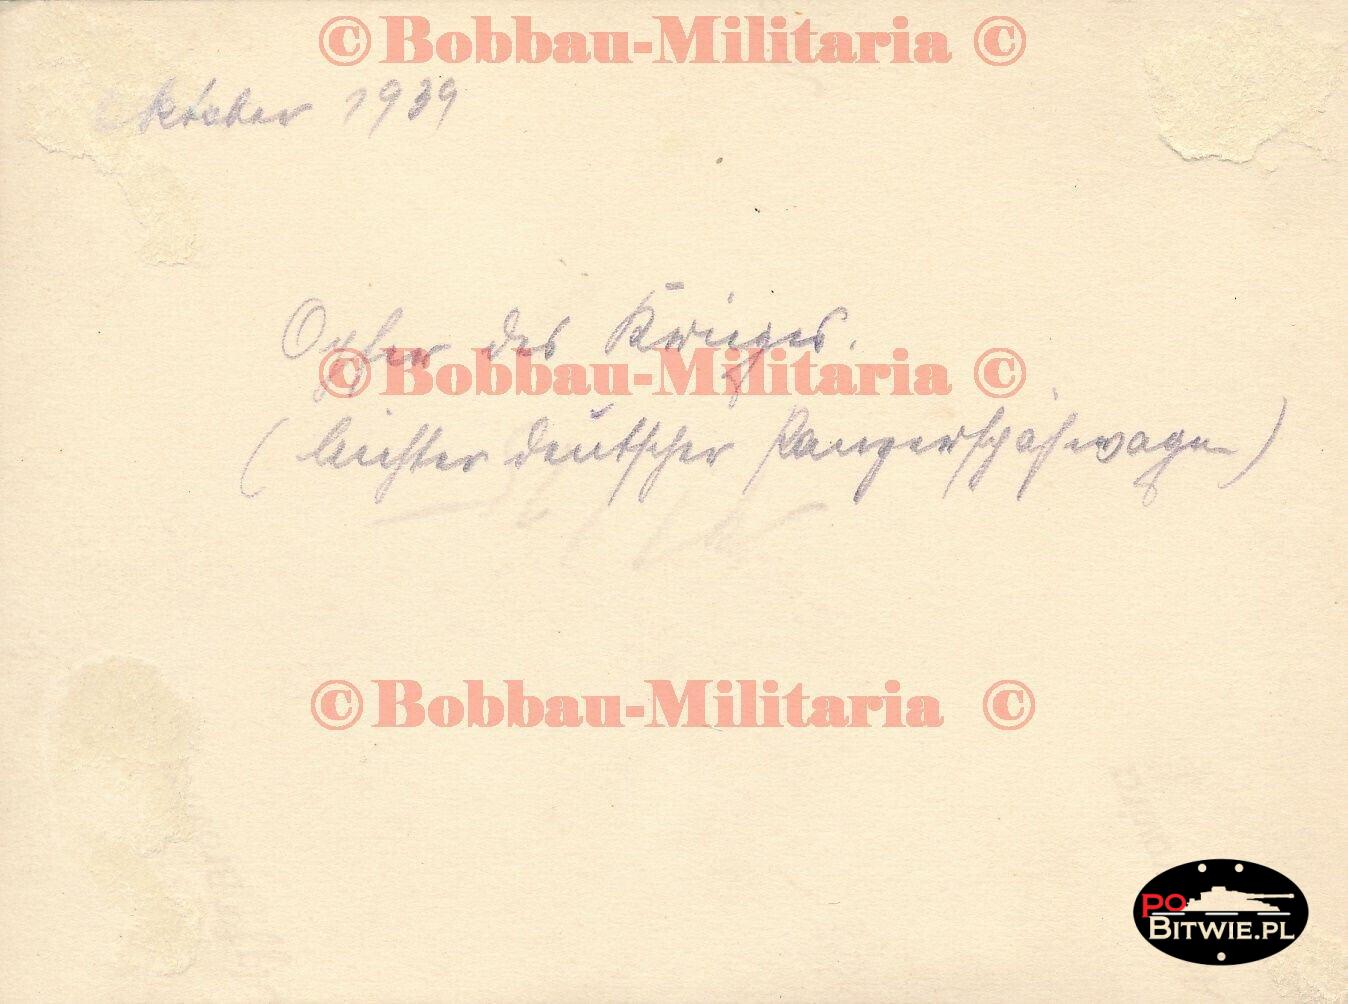 © Bobbau-Militaria ©
Oktober 1939
Opfer des Krieges.
© Bobbau-Militaria ©
(leichter deutscher Panzerspähwagen)
© Bobbau-Militaria ©
PO
BITWIE.PL